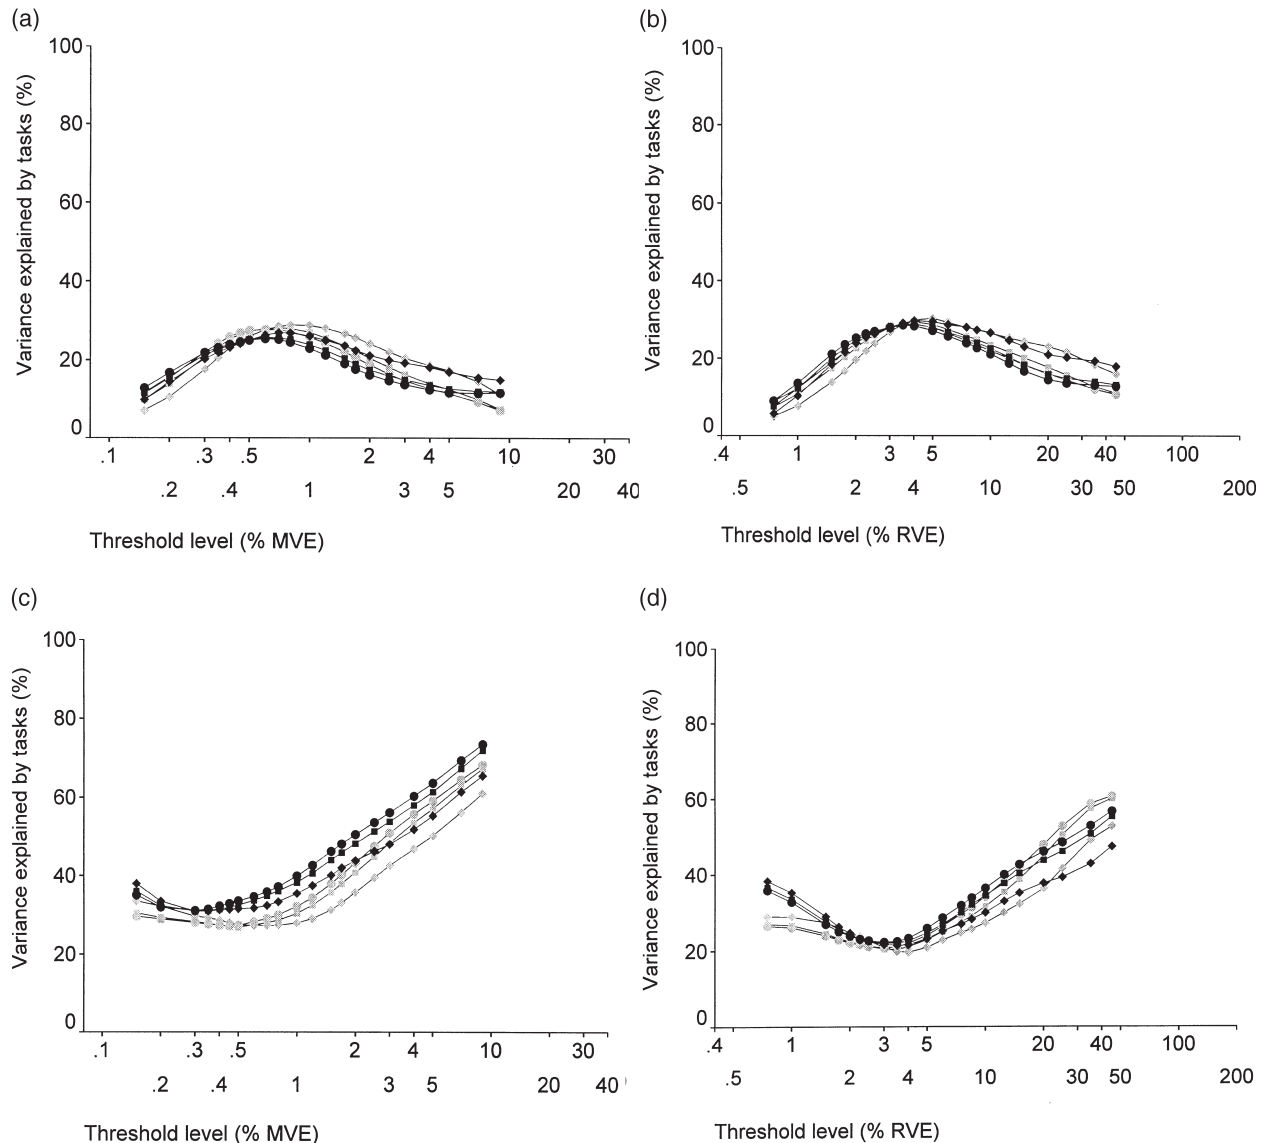 (a)
Variance explained by tasks (%)
100
80
60
40
20
0
.1 .3 .5 2 4 10 30
.2 .4 1 3 5 20 40
Threshold level (% MVE)
(b)
Variance explained by tasks (%)
100
80
60
40
20
0
.4 1 3 5 20 40 100
.5 2 4 10 30 50 200
Threshold level (% RVE)
(c)
Variance explained by tasks (%)
100
80
60
40
20
0
.1 .3 .5 2 4 10 30
.2 .4 1 3 5 20 40
Threshold level (% MVE)
(d)
Variance explained by tasks (%)
100
80
60
40
20
0
.4 1 3 5 20 40 100
.5 2 4 10 30 50 200
Threshold level (% RVE)